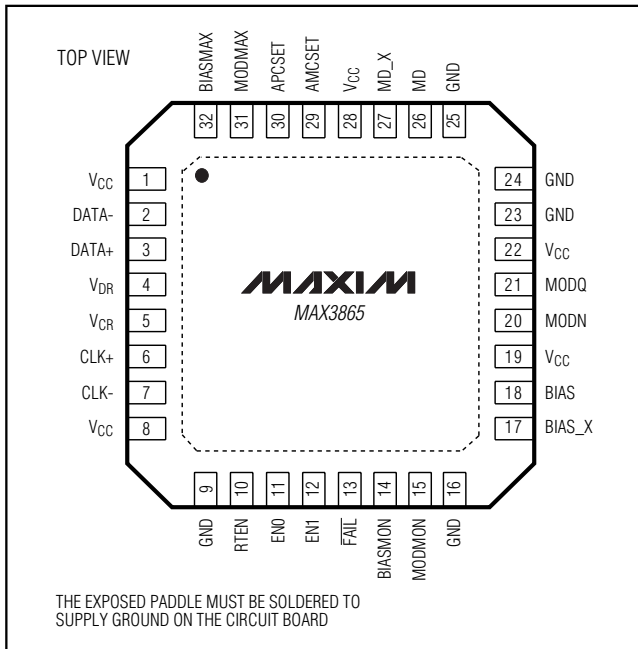 TOP VIEW
BIASMAX
MODMAX
APCSET
AMCSET
VCC
MD_X
MD
GND
32
31
30
29
28
27
26
25
VCC 1
DATA- 2
DATA+ 3
VDR 4
VCR 5
CLK+ 6
CLK- 7
VCC 8
MAXIM
MAX3865
24 GND
23 GND
22 VCC
21 MODQ
20 MODN
19 VCC
18 BIAS
17 BIAS_X
9
10
11
12
13
14
15
16
GND
RTEN
EN0
EN1
FAIL
BIASMON
MODMON
GND
THE EXPOSED PADDLE MUST BE SOLDERED TO
SUPPLY GROUND ON THE CIRCUIT BOARD